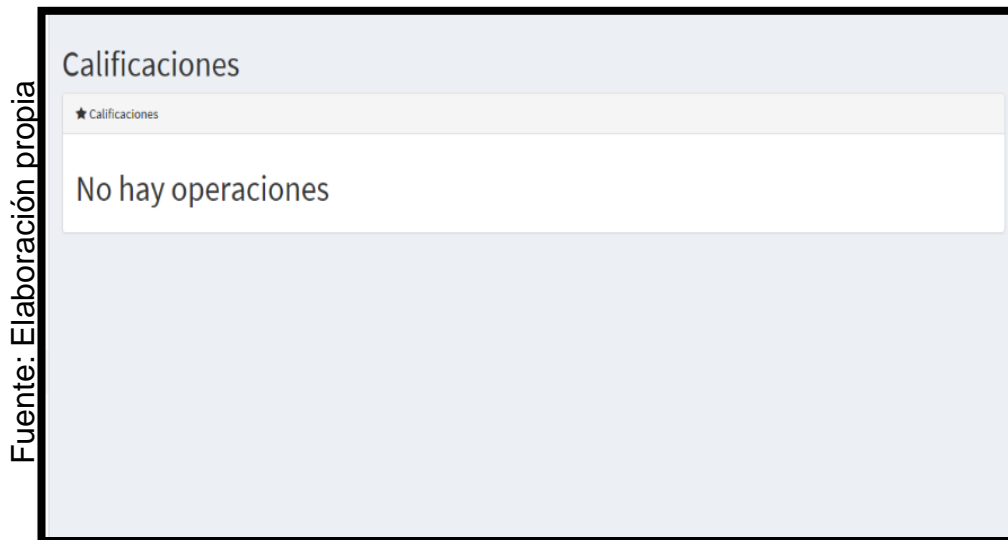 Calificaciones
Calificaciones
No hay operaciones
Fuente: Elaboración propia